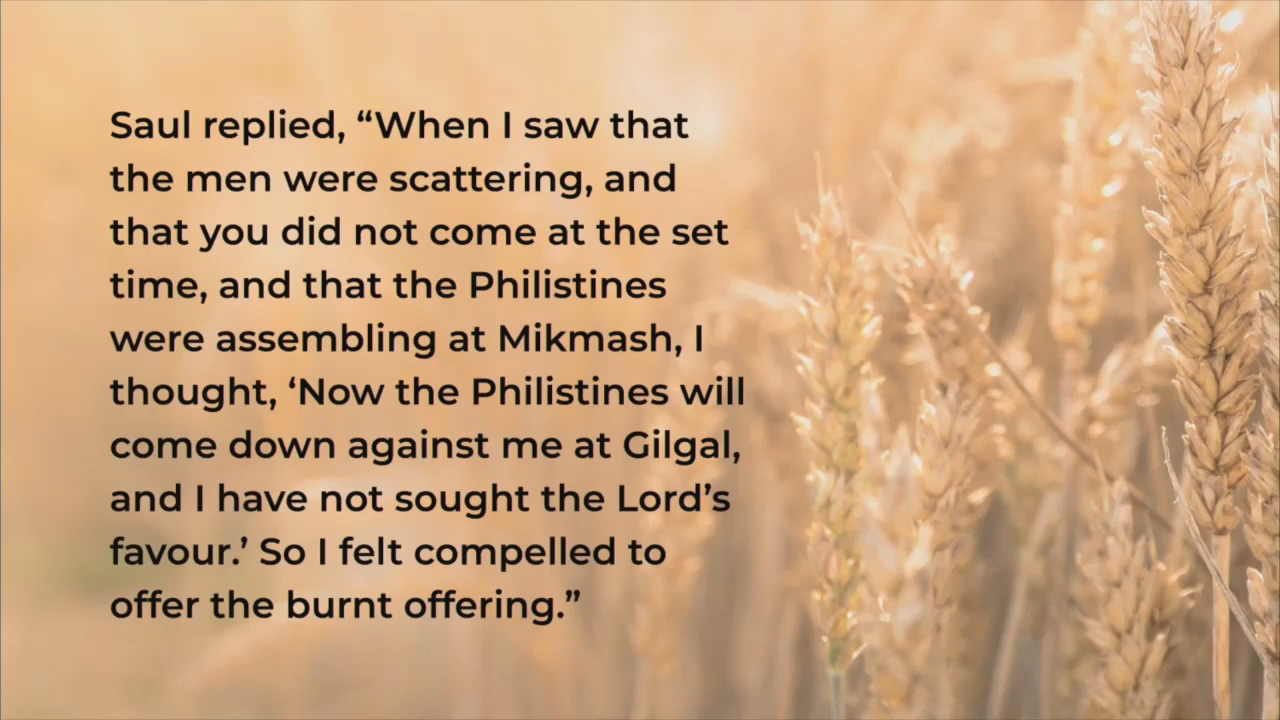 Saul replied, “When I saw that
the men were scattering, and
that you did not come at the set
time, and that the Philistines
were assembling at Mikmash, I
thought, ‘Now the Philistines will
come down against me at Gilgal,
and I have not sought the Lord’s
favour.’ So I felt compelled to
offer the burnt offering.”